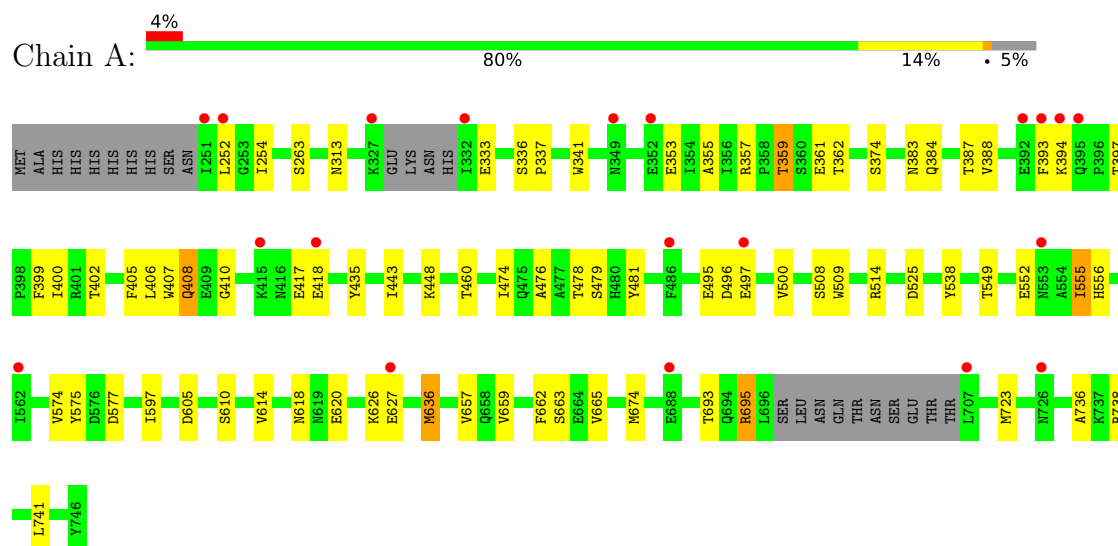 4%
Chain A:
80% 14% • 5%
MET ALA HIS HIS HIS HIS HIS HIS SER ASN I251 L252 G253 I254 S263 N313 K327 GLU LYS ASN HIS I332 E333 S336 P337 W341 N349 E352 E353 I354 A355 I356 R357 P358 T359 S360 E361 T362 S374 N383 Q384 T387 V388 E392 F393 K394 Q395 P396 T397
P398 F399 I400 R401 T402 F405 L406 W407 Q408 E409 G410 K415 N416 E417 E418 Y435 I443 K448 T460 I474 Q475 A476 A477 T478 S479 H480 Y481 F486 E495 D496 E497 V500 S508 W509 R514 D525 Y538 T549 E552 N553 A554 I555 H556
I562 V574 Y575 D576 D577 I597 D605 S610 V614 N618 N619 E620 K626 E627 M636 V657 Q658 V659 F662 S663 E664 V665 M674 E688 T693 Q694 R695 L696 SER LEU ASN GLN THR ASN SER GLU THR THR L707 M723 N726 A736 K737
L741 Y746